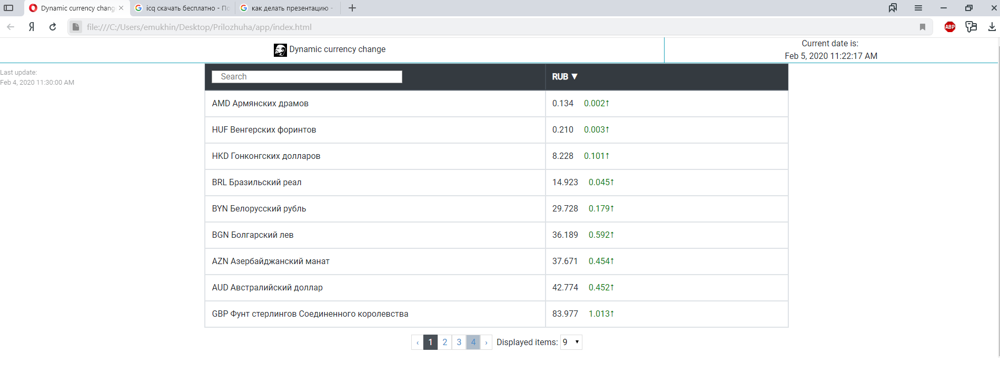 Dynamic currency chang
icq скачать бесплатно - По
как делать презентацию -
Я
file:///C:/Users/emukhin/Desktop/Prilozhuha/app/index.html
ABP
Dynamic currency change
Current date is:
Feb 5, 2020 11:22:17 AM
Last update:
Feb 4, 2020 11:30:00 AM
Search
RUB ▼
AMD Армянских драмов 0.134 0.002↑
HUF Венгерских форинтов 0.210 0.003↑
HKD Гонконгских долларов 8.228 0.101↑
BRL Бразильский реал 14.923 0.045↑
BYN Белорусский рубль 29.728 0.179↑
BGN Болгарский лев 36.189 0.592↑
AZN Азербайджанский манат 37.671 0.454↑
AUD Австралийский доллар 42.774 0.452↑
GBP Фунт стерлингов Соединенного королевства 83.977 1.013↑
‹ 1 2 3 4 › Displayed items: 9